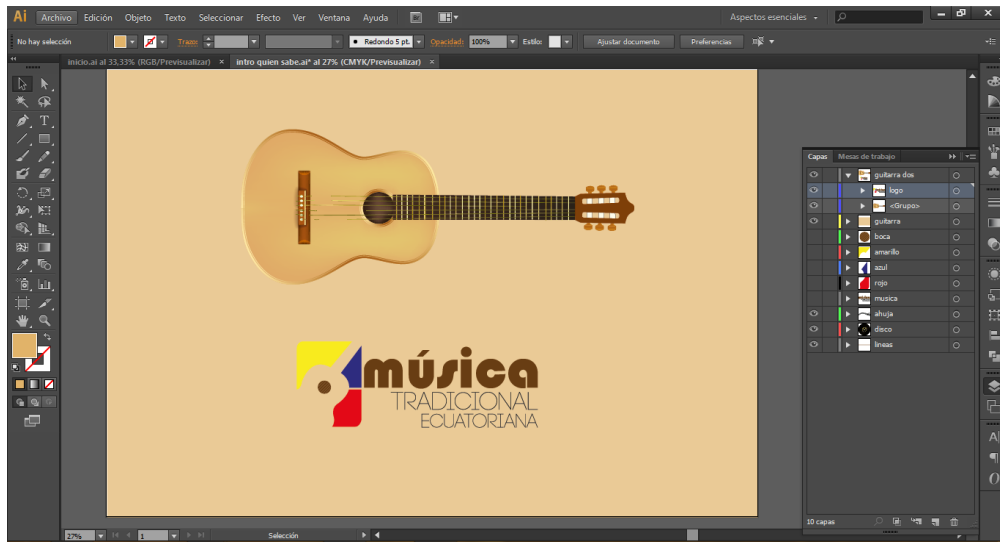 Ai Archivo Edición Objeto Texto Seleccionar Efecto Ver Ventana Ayuda Br Aspectos esenciales
No hay selección Trazo: Redondo 5 pt. Opacidad: 100% Estilo: Ajustar documento Preferencias
inicio.ai al 33,33% (RGB/Previsualizar) × intro quien sabe.ai* al 27% (CMYK/Previsualizar) ×
Capas Mesas de trabajo
guitarra dos
logo
<Grupo>
guitarra
boca
amarillo
azul
rojo
musica
ahuja
disco
lineas
música
TRADICIONAL
ECUATORIANA
10 capas
27% 1 Selección